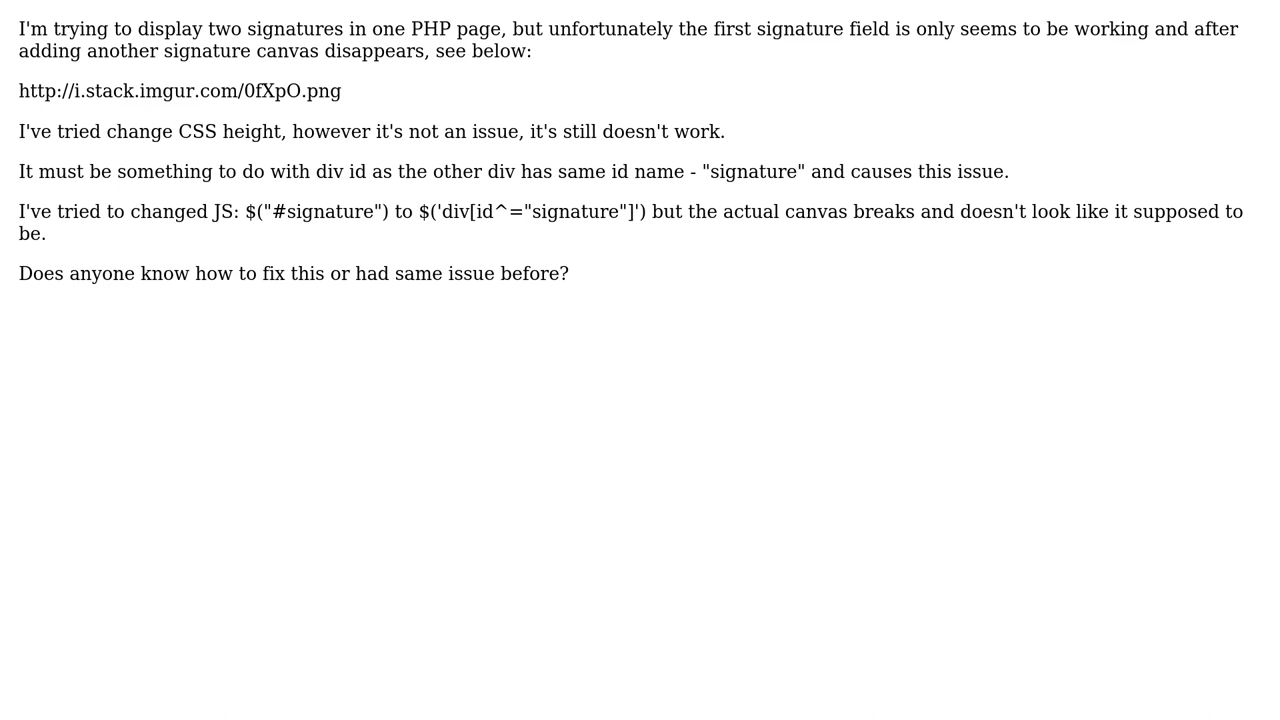 I'm trying to display two signatures in one PHP page, but unfortunately the first signature field is only seems to be working and after
adding another signature canvas disappears, see below:
http://i.stack.imgur.com/0fXpO.png
I've tried change CSS height, however it's not an issue, it's still doesn't work.
It must be something to do with div id as the other div has same id name - "signature" and causes this issue.
I've tried to changed JS: $("#signature") to $('div[id^="signature"]') but the actual canvas breaks and doesn't look like it supposed to
be.
Does anyone know how to fix this or had same issue before?